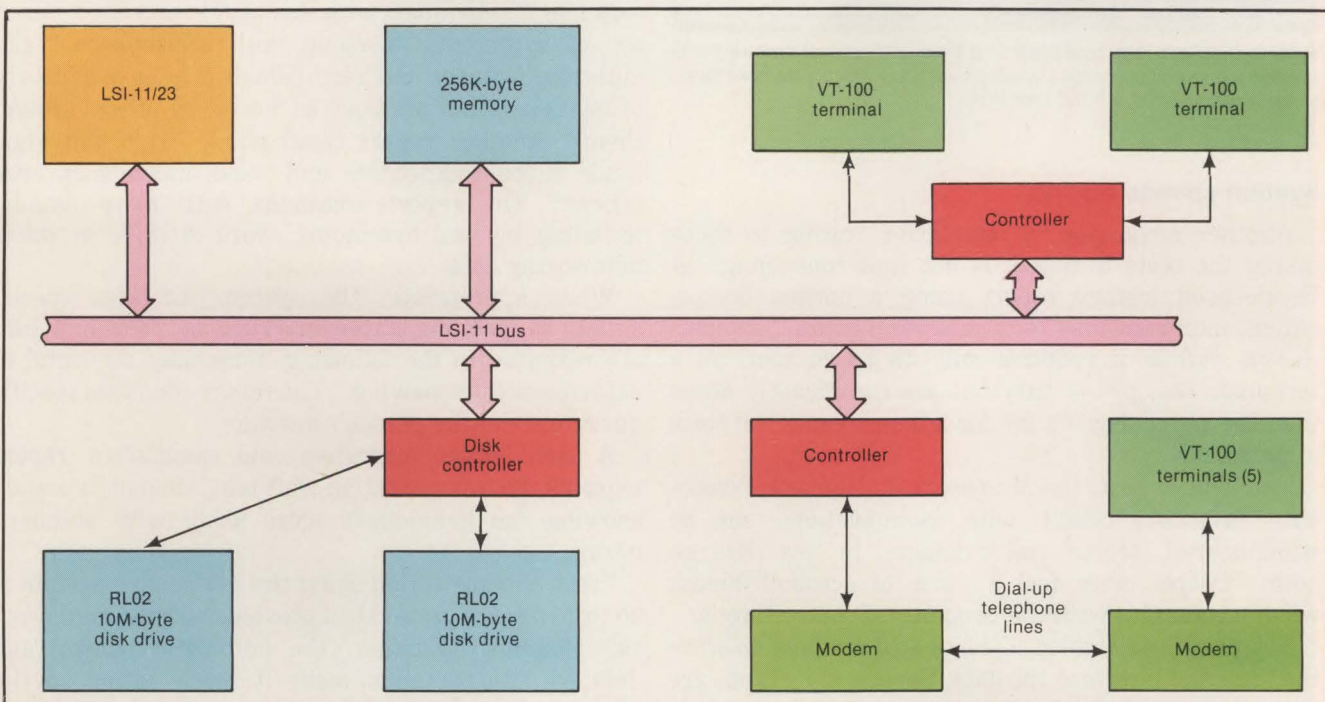 LSI-11/23
256K-byte
memory
VT-100
terminal
VT-100
terminal
Controller
LSI-11 bus
Disk
controller
Controller
VT-100
terminals (5)
RL02
10M-byte
disk drive
RL02
10M-byte
disk drive
Modem
Dial-up
telephone
lines
Modem